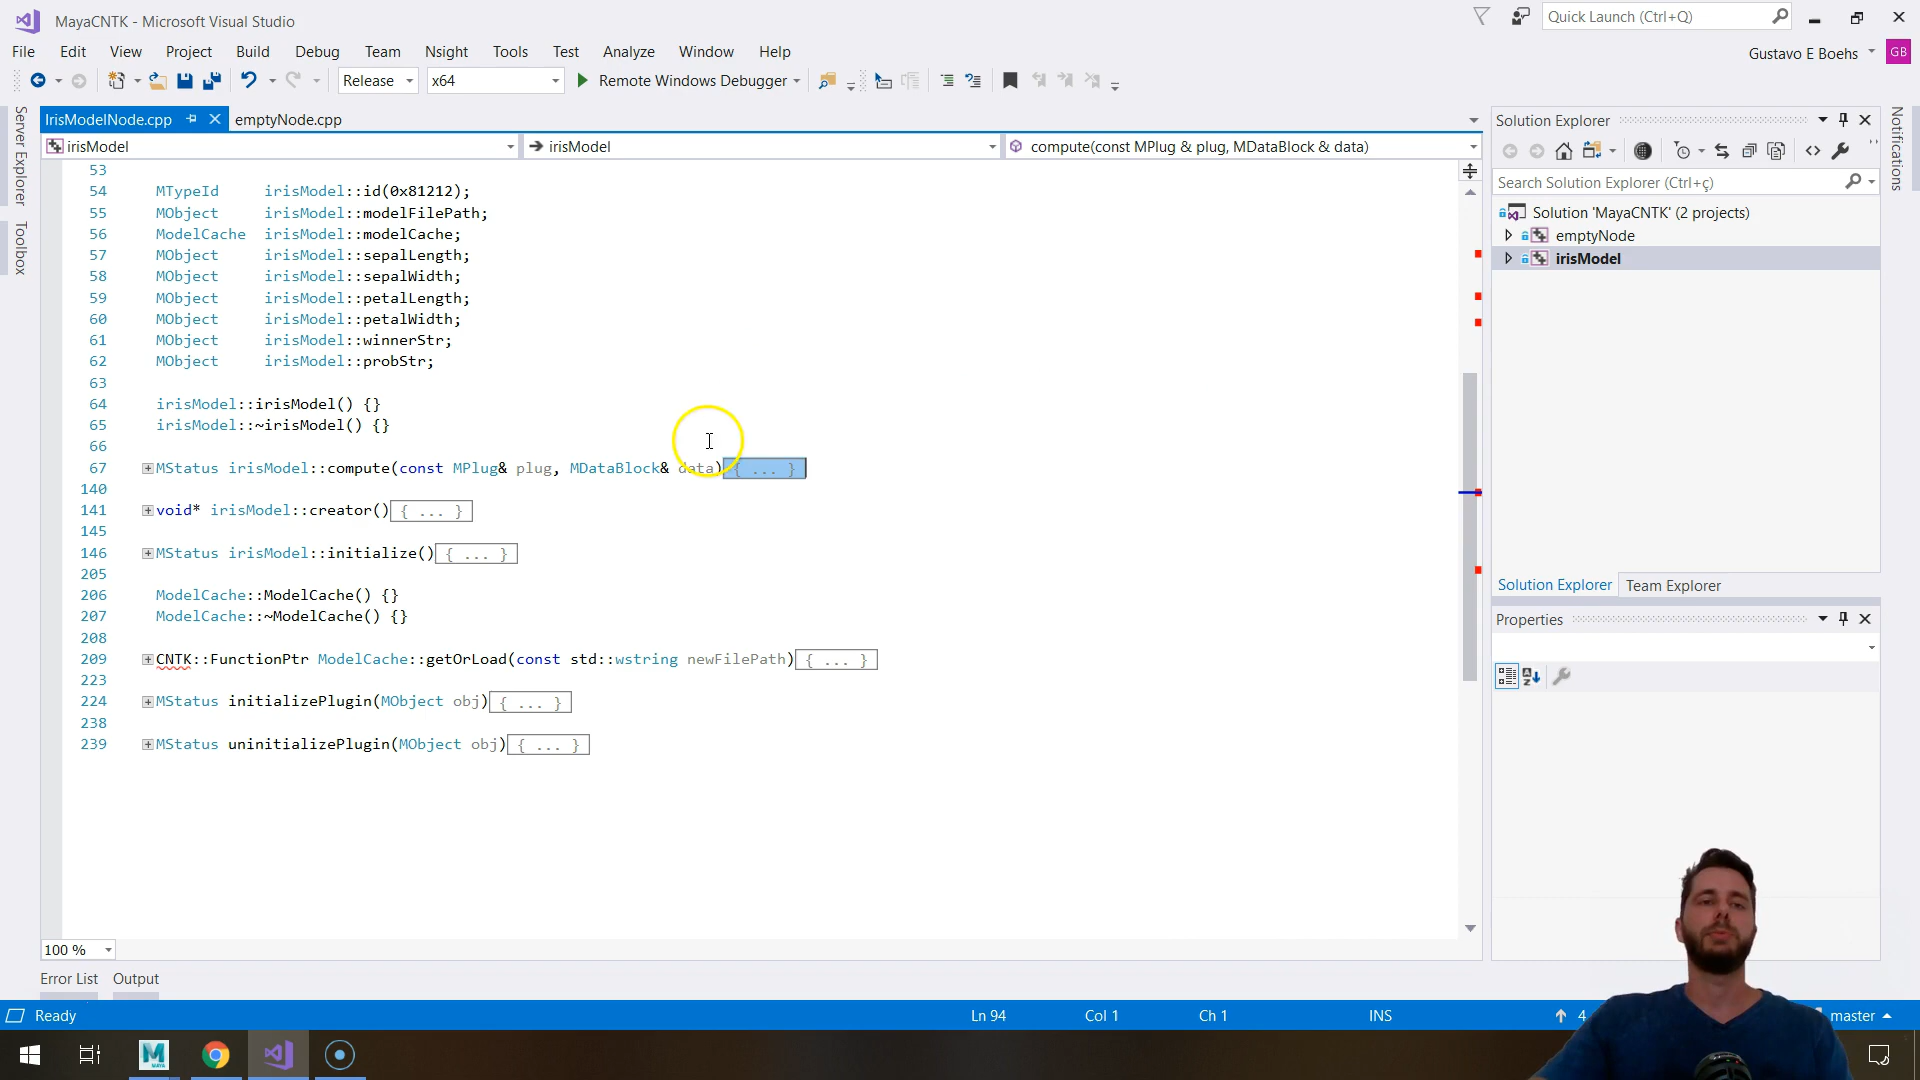 MayaCNTK - Microsoft Visual Studio
Quick Launch (Ctrl+Q)
File Edit View Project Build Debug Team Nsight Tools Test Analyze Window Help
Gustavo E Boehs GB
Release x64 Remote Windows Debugger
IrisModelNode.cpp emptyNode.cpp
irisModel irisModel compute(const MPlug & plug, MDataBlock & data)
53
54 MTypeId irisModel::id(0x81212);
55 MObject irisModel::modelFilePath;
56 ModelCache irisModel::modelCache;
57 MObject irisModel::sepalLength;
58 MObject irisModel::sepalWidth;
59 MObject irisModel::petalLength;
60 MObject irisModel::petalWidth;
61 MObject irisModel::winnerStr;
62 MObject irisModel::probStr;
63
64 irisModel::irisModel() {}
65 irisModel::~irisModel() {}
66
67 MStatus irisModel::compute(const MPlug& plug, MDataBlock& data){ ... }
140
141 void* irisModel::creator(){ ... }
145
146 MStatus irisModel::initialize(){ ... }
205
206 ModelCache::ModelCache() {}
207 ModelCache::~ModelCache() {}
208
209 CNTK::FunctionPtr ModelCache::getOrLoad(const std::wstring newFilePath){ ... }
223
224 MStatus initializePlugin(MObject obj){ ... }
238
239 MStatus uninitializePlugin(MObject obj){ ... }
100 %
Server Explorer
Toolbox
Solution Explorer
Search Solution Explorer (Ctrl+ç)
Solution 'MayaCNTK' (2 projects)
emptyNode
irisModel
Solution Explorer Team Explorer
Properties
Notifications
Error List Output
Ready Ln 94 Col 1 Ch 1 INS 4 master
M
MAYA